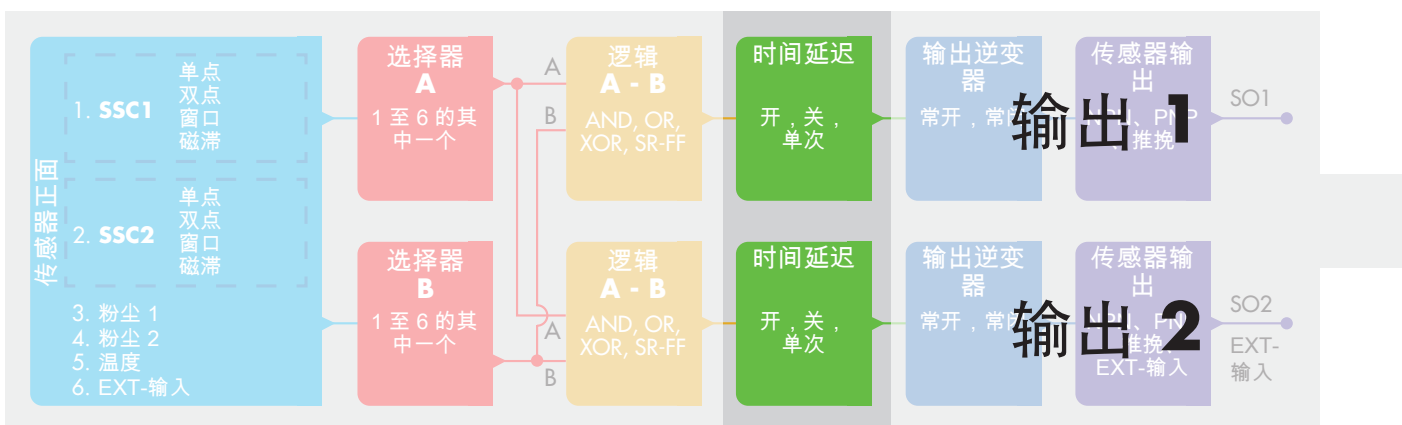 传感器正面
1. SSC1
单点
双点
窗口
磁滞
2. SSC2
单点
双点
窗口
磁滞
3. 粉尘 1
4. 粉尘 2
5. 温度
6. EXT-输入
选择器
A
1 至 6 的其
中一个
选择器
B
1 至 6 的其
中一个
A
B
A
B
逻辑
A - B
AND, OR,
XOR, SR-FF
逻辑
A - B
AND, OR,
XOR, SR-FF
时间延迟
开，关，
单次
时间延迟
开，关，
单次
输出逆变
器
常开，常闭
传感器输
出
NPN、PNP
、推挽
输出 1
SO1
输出逆变
器
常开，常闭
传感器输
出
NPN、PNP
推挽、
EXT-输入
输出 2
SO2
EXT-
输入